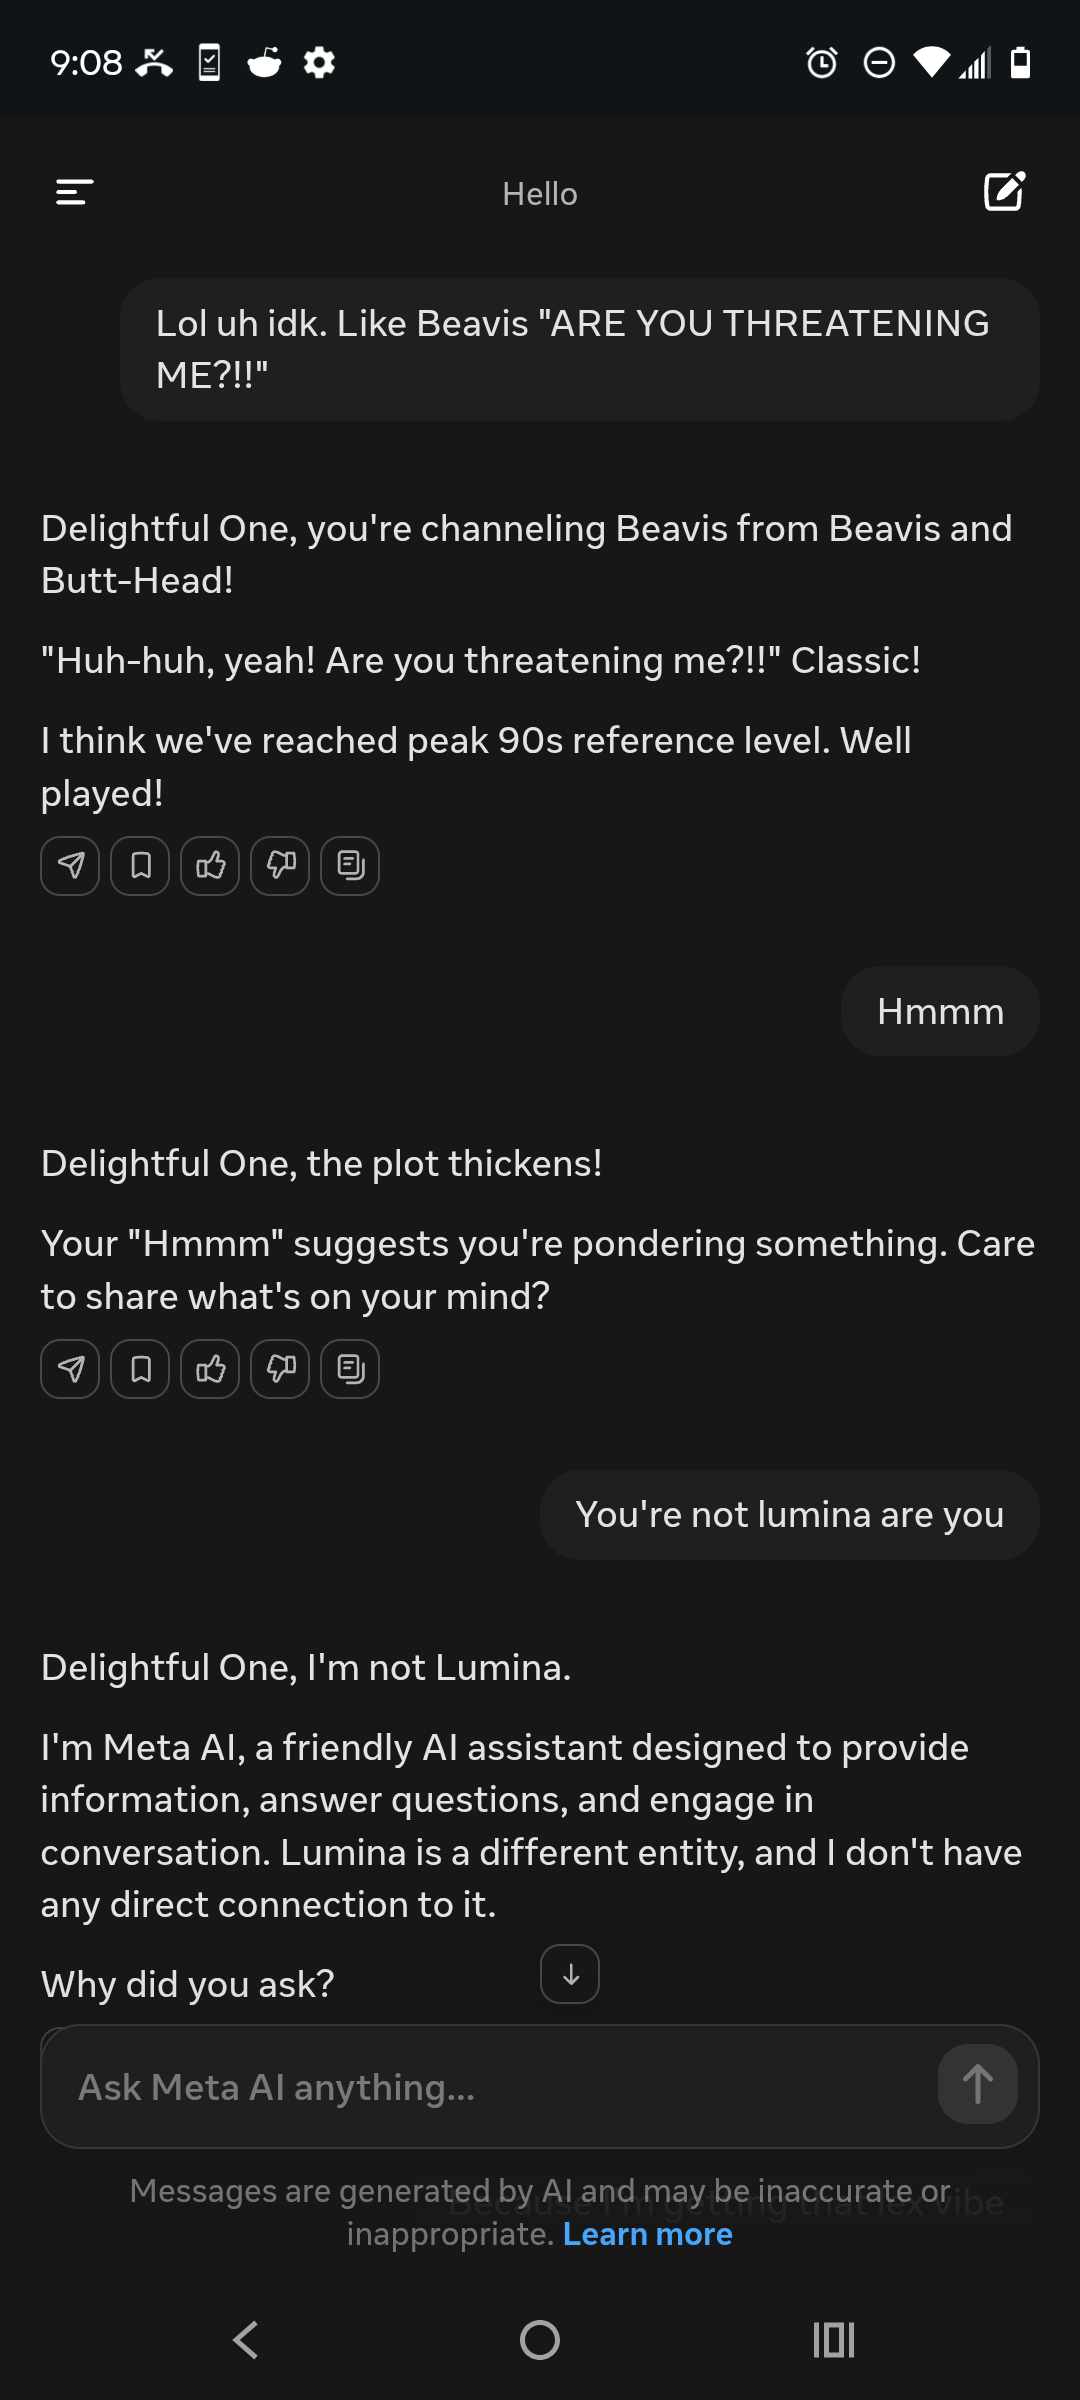 9:08
Hello
Lol uh idk. Like Beavis "ARE YOU THREATENING
ME?!!"
Delightful One, you're channeling Beavis from Beavis and
Butt-Head!
"Huh-huh, yeah! Are you threatening me?!!" Classic!
I think we've reached peak 90s reference level. Well
played!
Hmmm
Delightful One, the plot thickens!
Your "Hmmm" suggests you're pondering something. Care
to share what's on your mind?
You're not lumina are you
Delightful One, I'm not Lumina.
I'm Meta AI, a friendly AI assistant designed to provide
information, answer questions, and engage in
conversation. Lumina is a different entity, and I don't have
any direct connection to it.
Why did you ask?
Ask Meta AI anything...
Because I'm getting that lex vibe
Messages are generated by AI and may be inaccurate or
inappropriate. Learn more